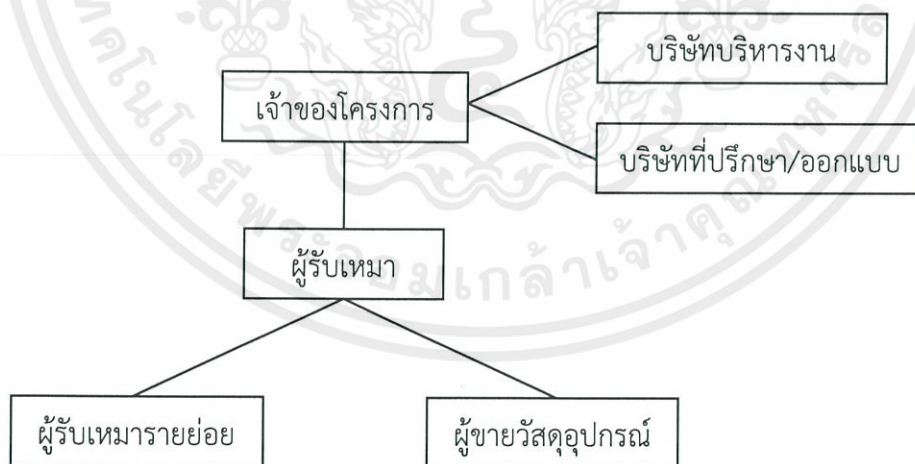 บริษัทบริหารงาน
เจ้าของโครงการ
บริษัทที่ปรึกษา/ออกแบบ
ผู้รับเหมา
ผู้รับเหมารายย่อย
ผู้ขายวัสดุอุปกรณ์